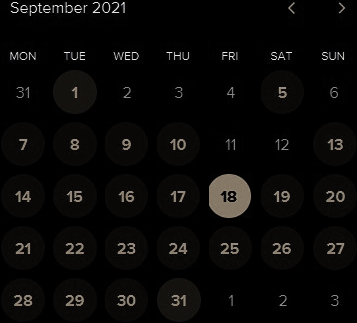 September 2021
MON TUE WED THU FRI SAT SUN
31 1 2 3 4 5 6
7 8 9 10 11 12 13
14 15 16 17 18 19 20
21 22 23 24 25 26 27
28 29 30 31 1 2 3